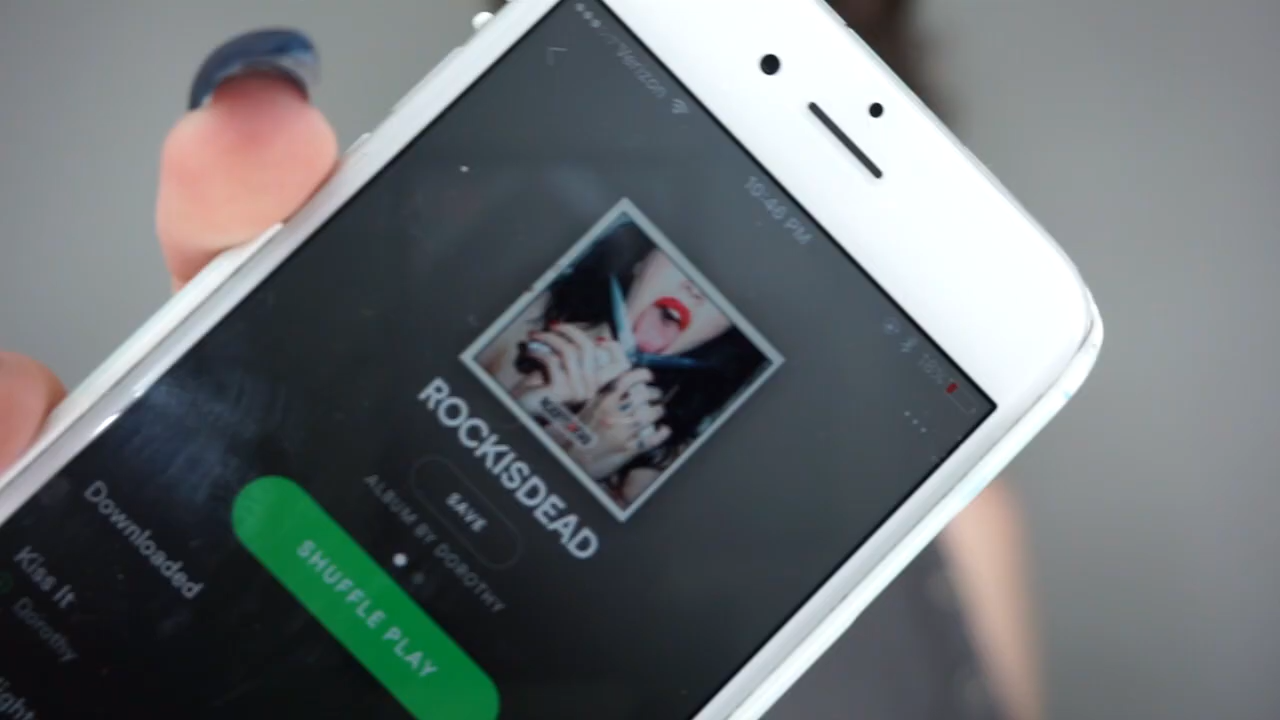 Verizon
10:46 PM
ROCKISDEAD
SAVE
ALBUM BY DOROTHY
SHUFFLE PLAY
Downloaded
Kiss It
Dorothy